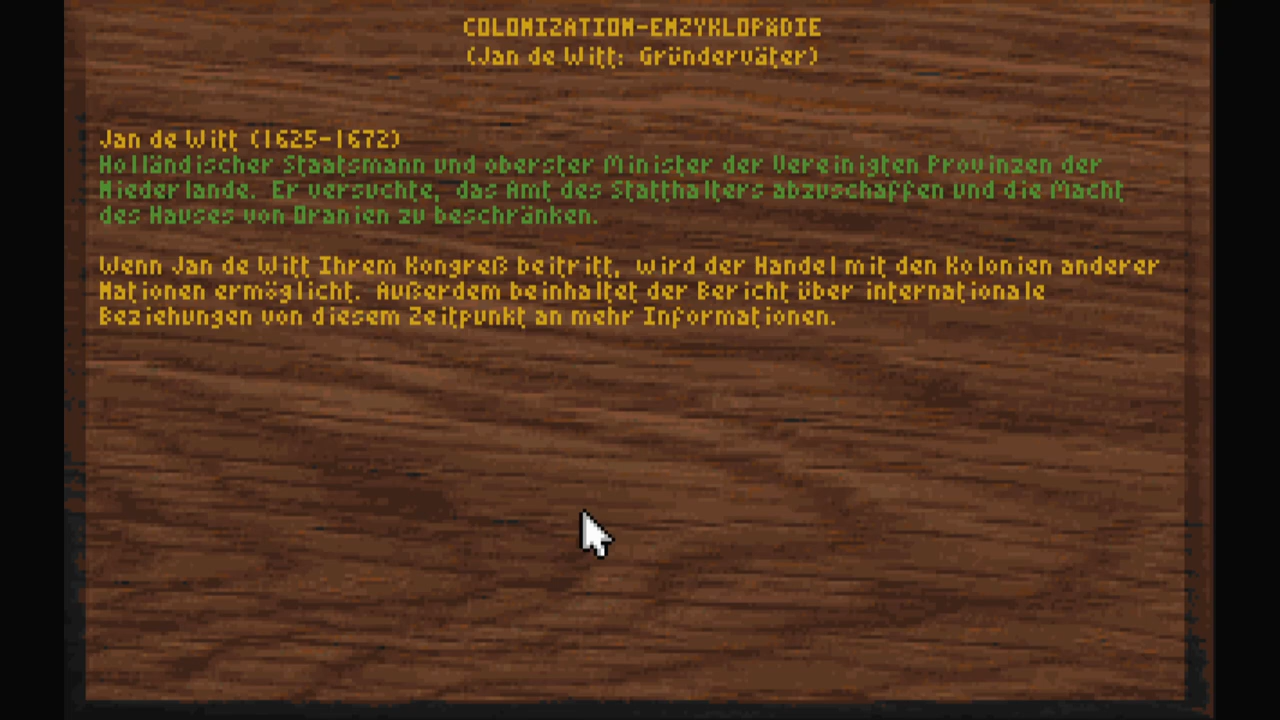 COLONIZATION-ENZYKLOPÄDIE
(Jan de Witt: Gründerväter)
Jan de Witt (1625-1672)
Holländischer Staatsmann und oberster Minister der Vereinigten Provinzen der
Niederlande. Er versuchte, das Amt des Statthalters abzuschaffen und die Macht
des Hauses von Oranien zu beschränken.
Wenn Jan de Witt Ihrem Kongreß beitritt, wird der Handel mit den Kolonien anderer
Nationen ermöglicht. Außerdem beinhaltet der Bericht über internationale
Beziehungen von diesem Zeitpunkt an mehr Informationen.